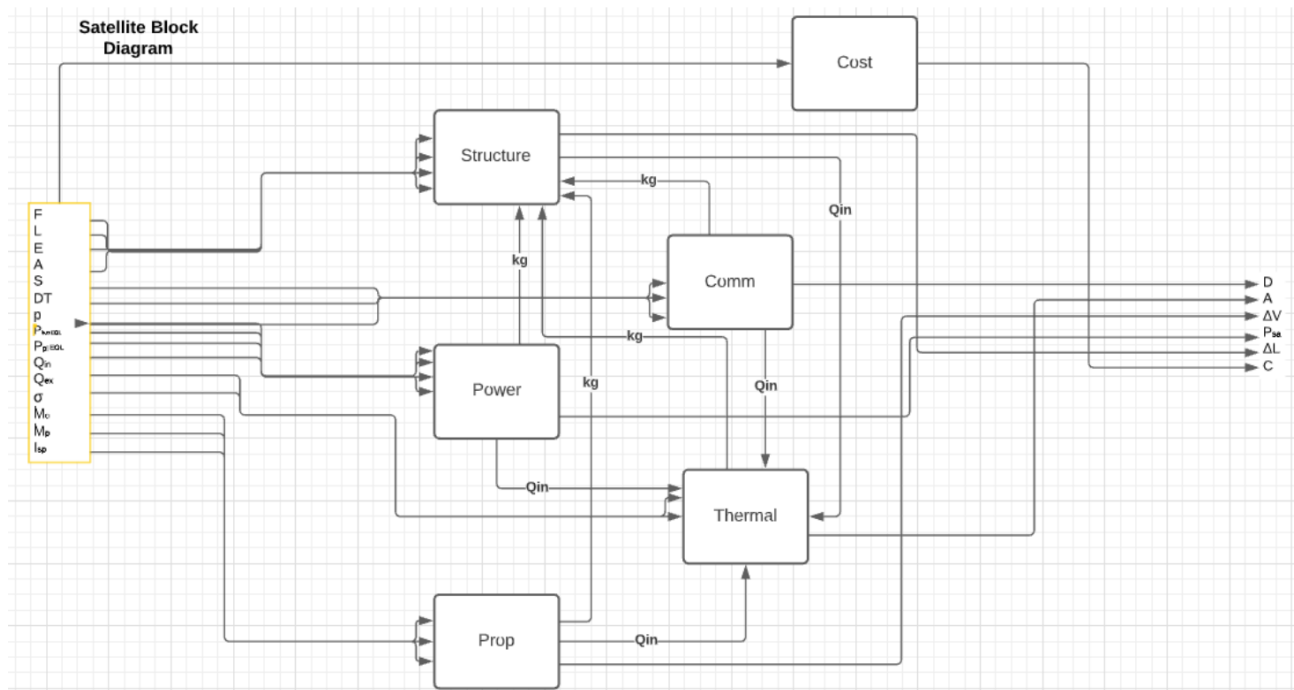 Satellite Block
Diagram
Cost
Structure
kg
Qin
F
L
E
A
S
DT
p
Qin
Qex
σ
Mp
Isp
kg
Comm
D
A
ΔV
Psa
ΔL
C
kg
Power
kg
Qin
Qin
Thermal
Prop
Qin